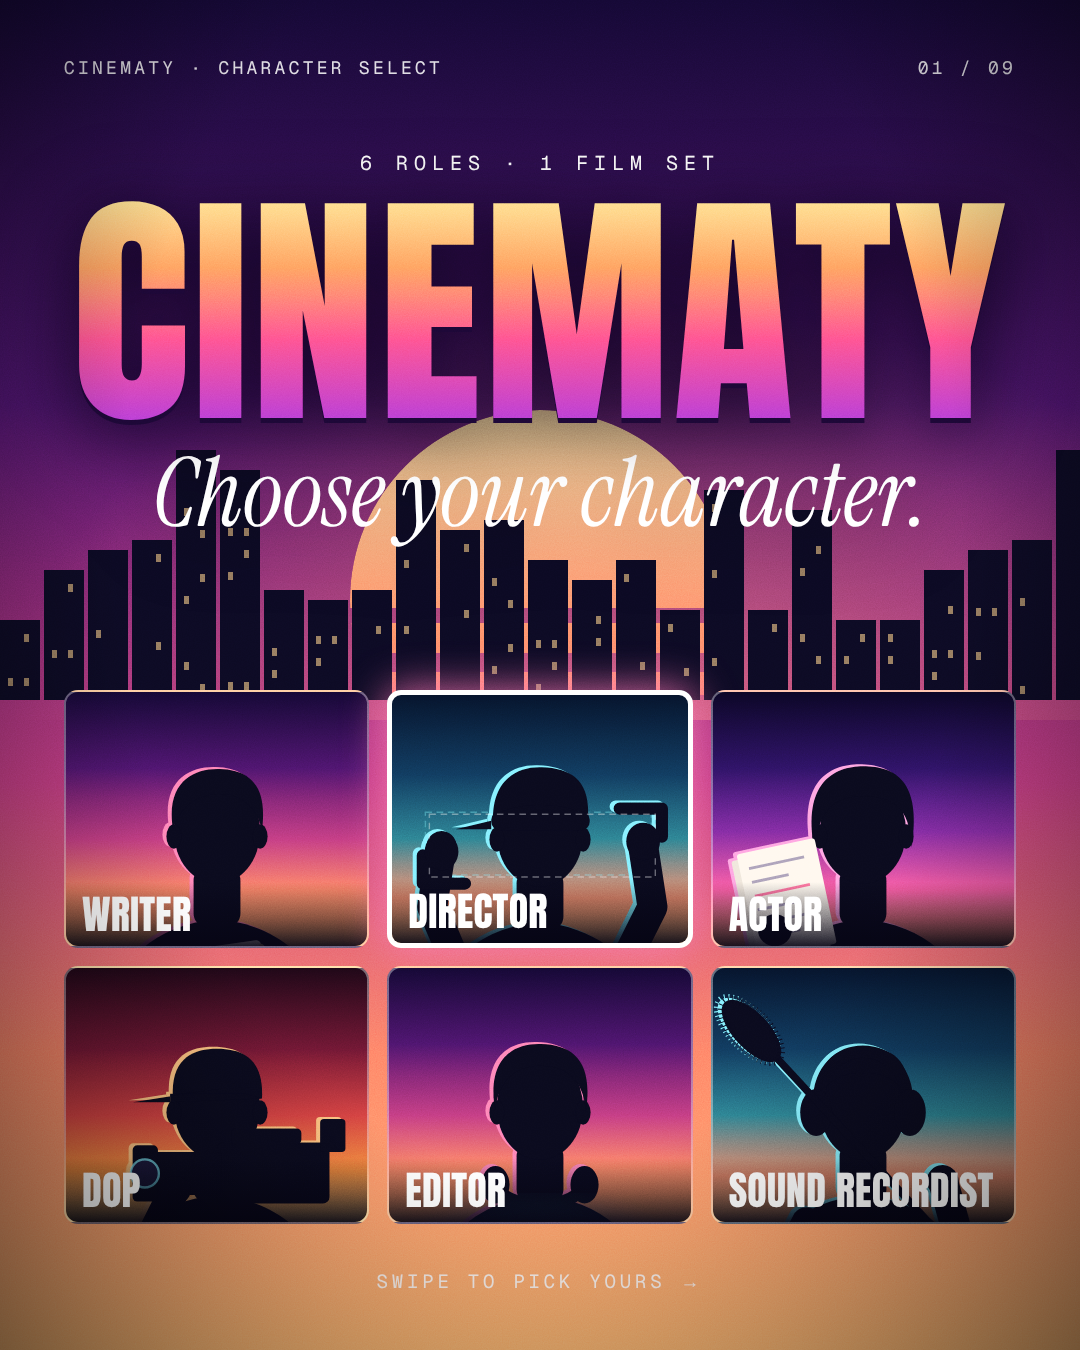 CINEMATY · CHARACTER SELECT
01 / 09
6 ROLES · 1 FILM SET
CINEMATY
Choose your character.
WRITER
DIRECTOR
ACTOR
DOP
EDITOR
SOUND RECORDIST
SWIPE TO PICK YOURS →